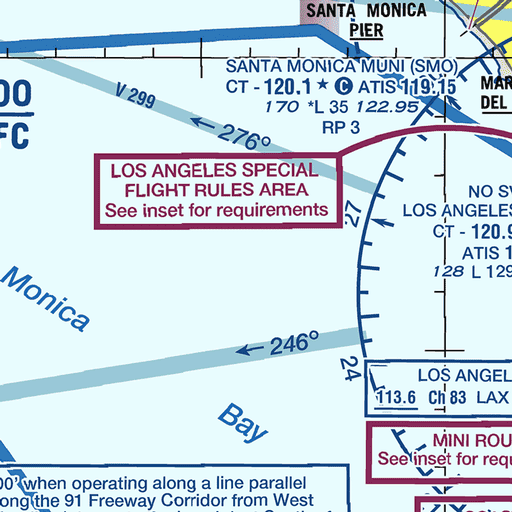 SANTA MONICA
PIER
SANTA MONICA MUNI (SMO)
CT - 120.1 * C ATIS 119.15
170 *L 35 122.95
RP 3
MAR
DEL
00
FC
V 299
276°
LOS ANGELES SPECIAL
FLIGHT RULES AREA
See inset for requirements
27
NO SV
LOS ANGELES
CT - 120.9
ATIS 1
128 L 129
Monica
246°
24
LOS ANGEL
113.6 Ch 83 LAX
Bay
MINI ROU
See inset for requ
00' when operating along a line parallel
ong the 91 Freeway Corridor from West